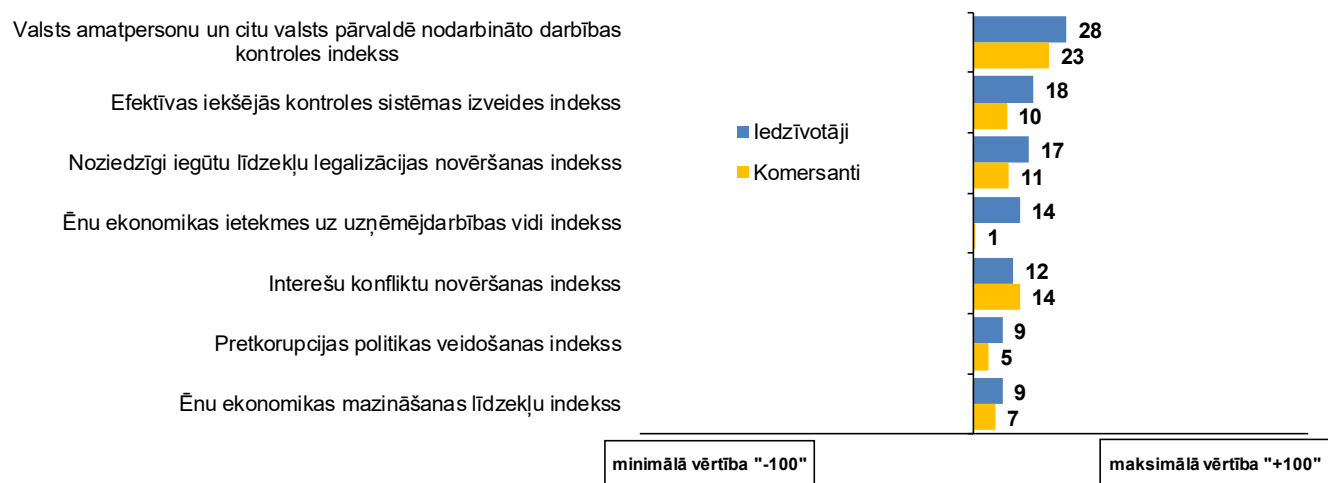 Valsts amatpersonu un citu valsts pārvaldē nodarbināto darbības
kontroles indekss
28
23
Efektīvas iekšējās kontroles sistēmas izveides indekss
18
10
Iedzīvotāji
Komersanti
Noziedzīgi iegūtu līdzekļu legalizācijas novēršanas indekss
17
11
Ēnu ekonomikas ietekmes uz uzņēmējdarbības vidi indekss
14
1
Interešu konfliktu novēršanas indekss
12
14
Pretkorupcijas politikas veidošanas indekss
9
5
Ēnu ekonomikas mazināšanas līdzekļu indekss
9
7
minimālā vērtība "-100"
maksimālā vērtība "+100"